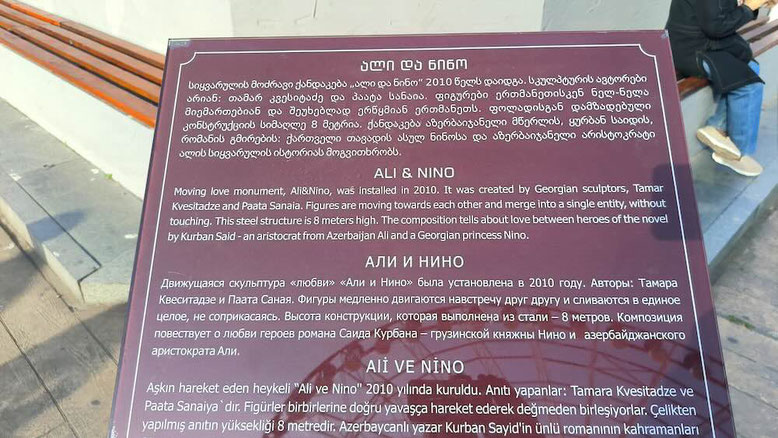 ალი და ნინო
სიყვარულის მოძრავი ქანდაკება „ალი და ნინო" 2010 წელს დაიდგა. სკულპტურის ავტორები
არიან: თამარ კვესიტაძე და პაატა სანაია. ფიგურები ერთმანეთისკენ ნელ-ნელა
მიემართებიან და შეუხებლად ერწყმიან ერთმანეთს. ფოლადისგან დამზადებული
კონსტრუქციის სიმაღლე 8 მეტრია. ქანდაკება აზერბაიჯანელი მწერლის, ყურბან საიდის,
რომანის გმირების: ქართველი თავადის ასულ ნინოსა და აზერბაიჯანელი არისტოკრატი
ალის სიყვარულის ისტორიას მოგვითხრობს.
ALI & NINO
Moving love monument, Ali&Nino, was installed in 2010. It was created by Georgian sculptors, Tamar
Kvesitadze and Paata Sanaia. Figures are moving towards each other and merge into a single entity, without
touching. This steel structure is 8 meters high. The composition tells about love between heroes of the novel
by Kurban Said - an aristocrat from Azerbaijan Ali and a Georgian princess Nino.
АЛИ И НИНО
Движущаяся скульптура «любви» «Али и Нино» была установлена в 2010 году. Авторы: Тамара
Квеситадзе и Паата Саная. Фигуры медленно двигаются навстречу друг другу и сливаются в единое
целое, не соприкасаясь. Высота конструкции, которая выполнена из стали – 8 метров. Композиция
повествует о любви героев романа Саида Курбана – грузинской княжны Нино и азербайджанского
аристократа Али.
ALİ VE NİNO
Aşkın hareket eden heykeli "Ali ve Nino" 2010 yılında kuruldu. Anıtı yapanlar: Tamara Kvesitadze ve
Paata Sanaiya`dır. Figürler birbirlerine doğru yavaşça hareket ederek değmeden birleşiyorlar. Çelikten
yapılmış anıtın yüksekliği 8 metredir. Azerbaycanlı yazar Kurban Sayid'in ünlü romanının kahramanları